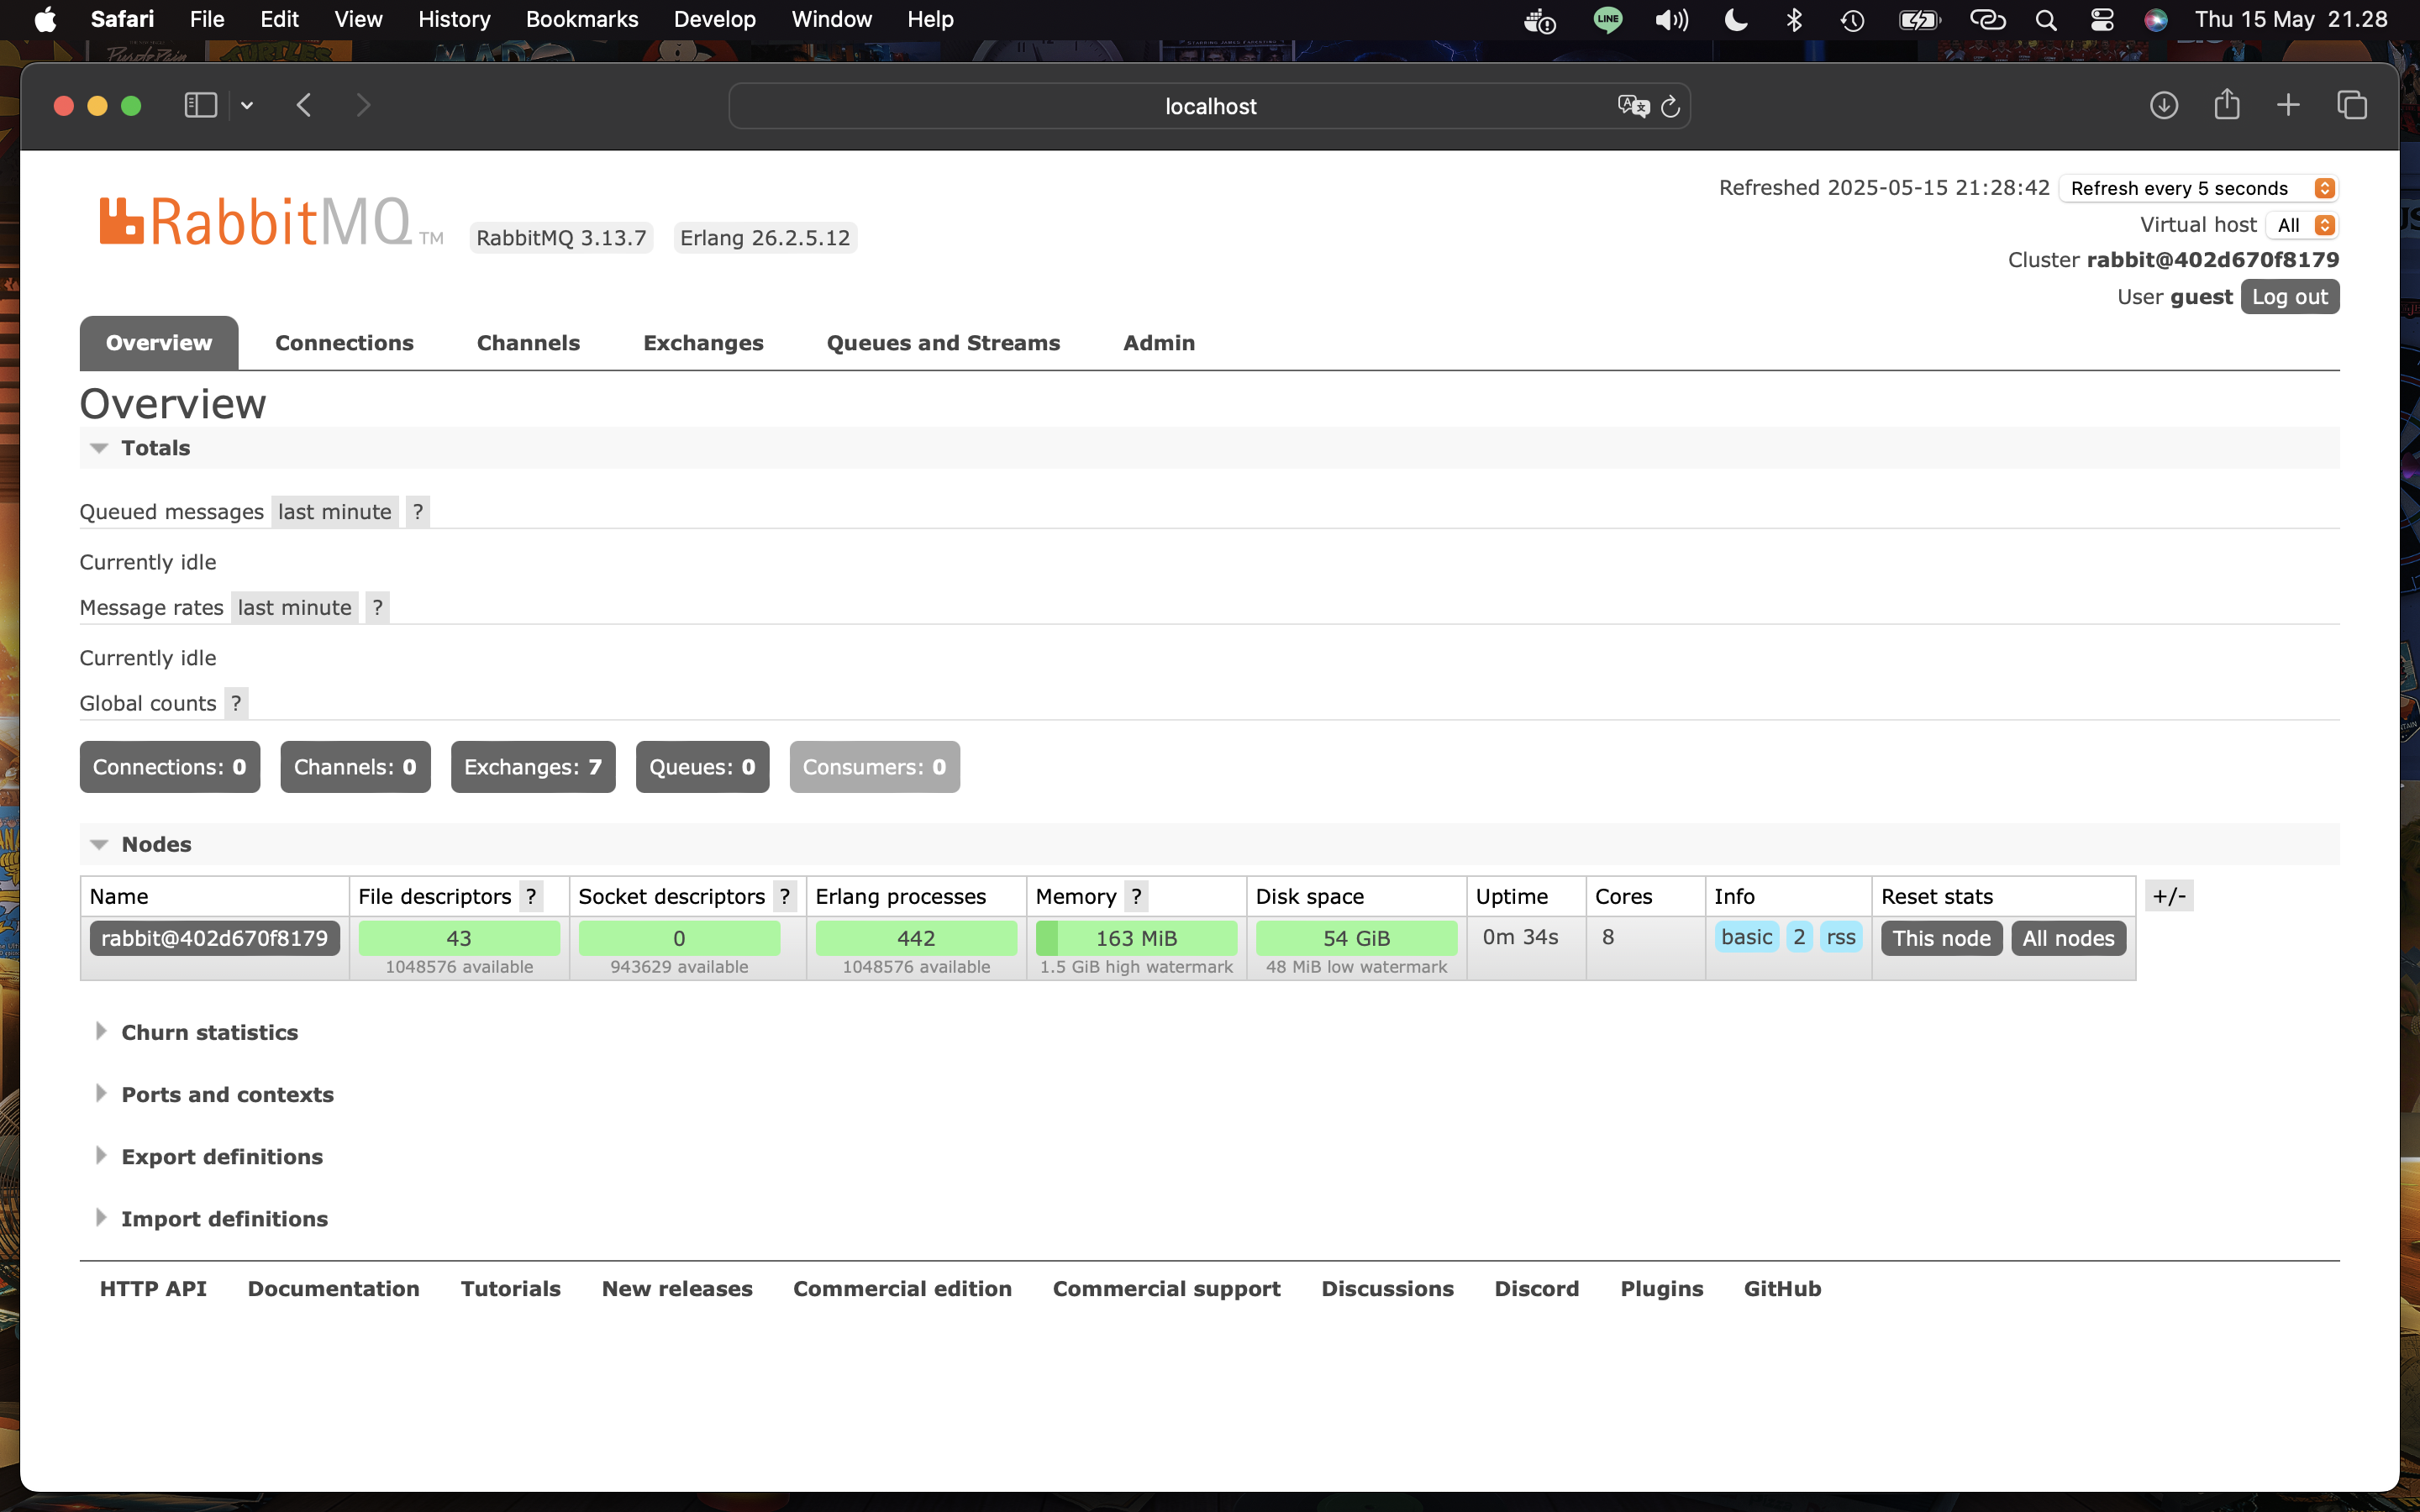 Safari File Edit View History Bookmarks Develop Window Help LINE Thu 15 May 21.28
localhost
RabbitMQ TM RabbitMQ 3.13.7 Erlang 26.2.5.12
Refreshed 2025-05-15 21:28:42 Refresh every 5 seconds
Virtual host All
Cluster rabbit@402d670f8179
User guest Log out
Overview Connections Channels Exchanges Queues and Streams Admin
Overview
Totals
Queued messages last minute ?
Currently idle
Message rates last minute ?
Currently idle
Global counts ?
Connections: 0 Channels: 0 Exchanges: 7 Queues: 0 Consumers: 0
Nodes
Name File descriptors ? Socket descriptors ? Erlang processes Memory ? Disk space Uptime Cores Info Reset stats +/-
rabbit@402d670f8179 43 0 442 163 MiB 54 GiB 0m 34s 8 basic 2 rss This node All nodes
1048576 available 943629 available 1048576 available 1.5 GiB high watermark 48 MiB low watermark
Churn statistics
Ports and contexts
Export definitions
Import definitions
HTTP API Documentation Tutorials New releases Commercial edition Commercial support Discussions Discord Plugins GitHub